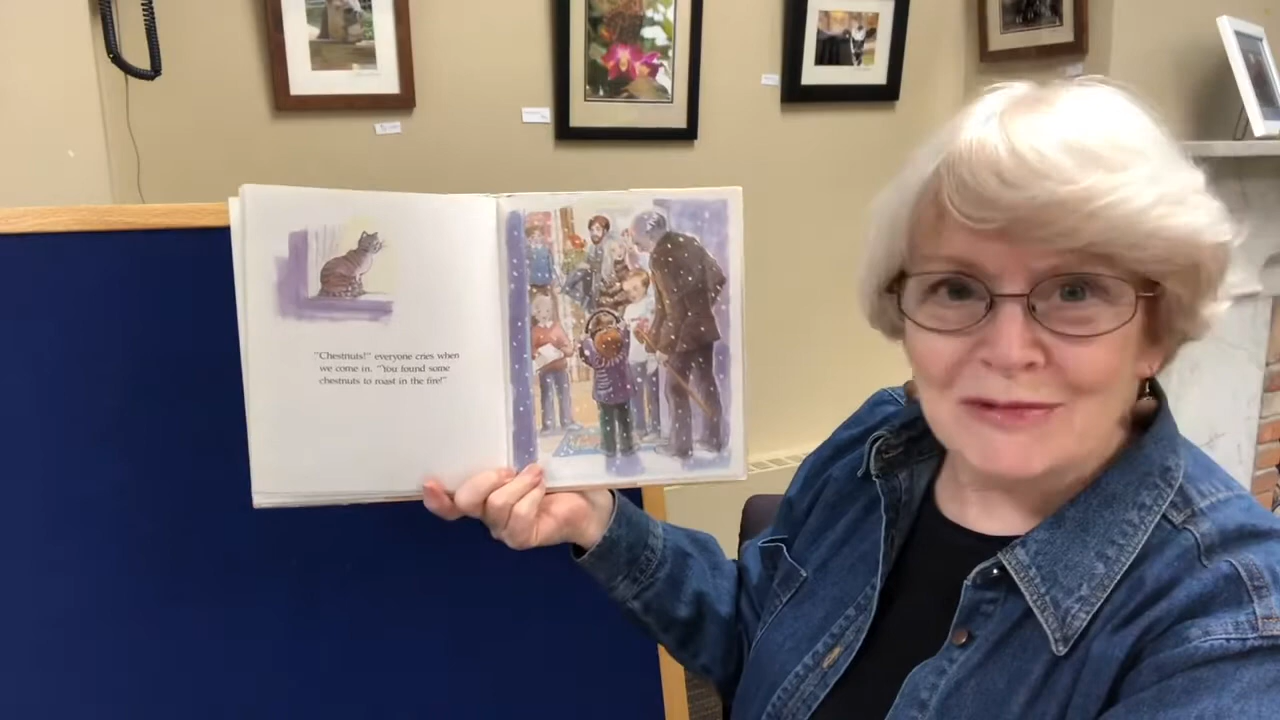 "Chestnuts!" everyone cries when
we come in. "You found some
chestnuts to roast in the fire!"